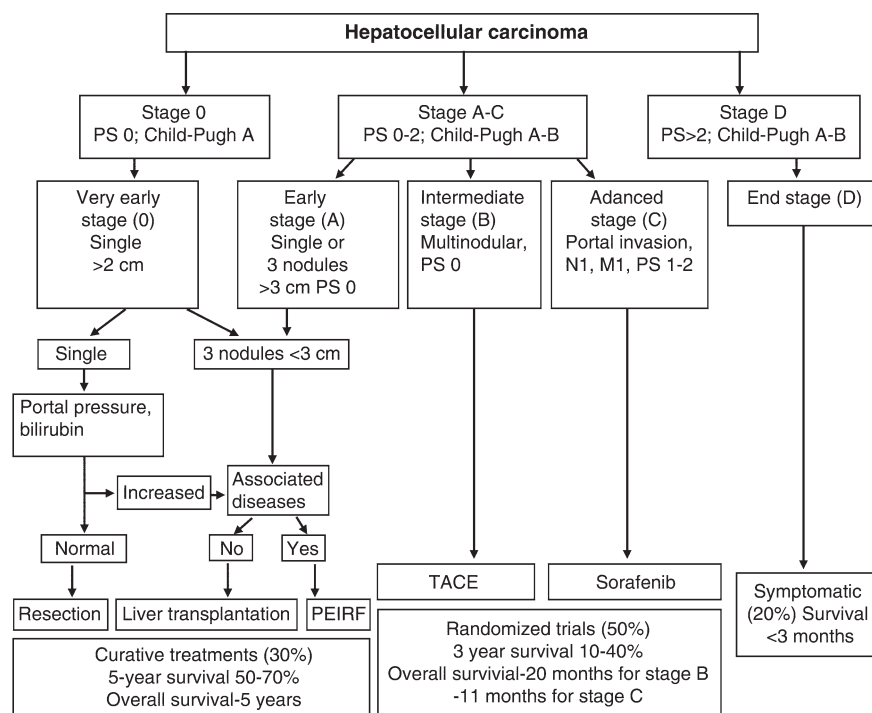 Hepatocellular carcinoma
Stage 0
PS 0; Child-Pugh A
Stage A-C
PS 0-2; Child-Pugh A-B
Stage D
PS>2; Child-Pugh A-B
Very early
stage (0)
Single
>2 cm
Early
stage (A)
Single or
3 nodules
>3 cm PS 0
Intermediate
stage (B)
Multinodular,
PS 0
Adanced
stage (C)
Portal invasion,
N1, M1, PS 1-2
End stage (D)
Single
3 nodules <3 cm
Portal pressure,
bilirubin
Increased
Associated
diseases
Normal
No
Yes
Resection
Liver transplantation
PEIRF
TACE
Sorafenib
Symptomatic
(20%) Survival
<3 months
Curative treatments (30%)
5-year survival 50-70%
Overall survival-5 years
Randomized trials (50%)
3 year survival 10-40%
Overall survivial-20 months for stage B
-11 months for stage C